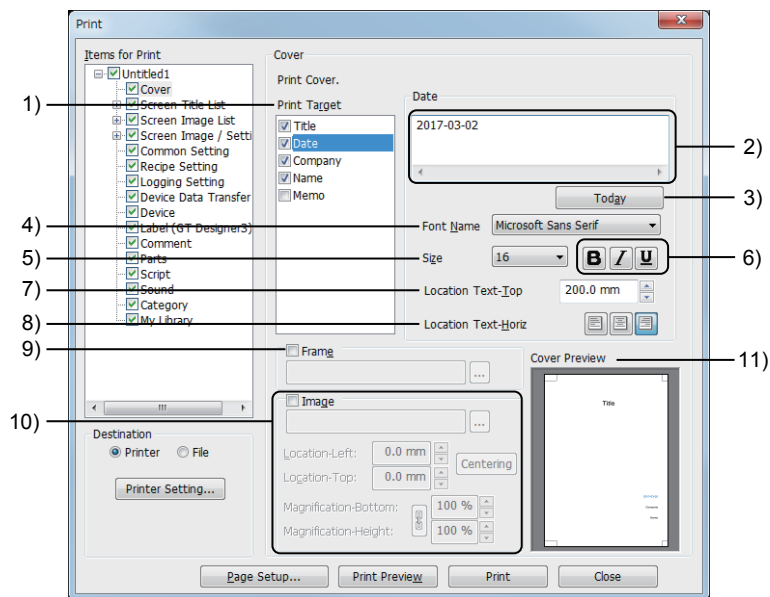 Print
Items for Print
Untitled1
Cover
Screen Title List
Screen Image List
Screen Image / Setti
Common Setting
Recipe Setting
Logging Setting
Device Data Transfer
Device
Label (GT Designer3)
Comment
Parts
Script
Sound
Category
My Library
Destination
Printer File
Printer Setting...
Cover
Print Cover.
Print Target
Title
Date
Company
Name
Memo
Date
2017-03-02
Today
Font Name Microsoft Sans Serif
Size 16 B I U
Location Text-Top 200.0 mm
Location Text-Horiz
Frame
...
Image
...
Location-Left: 0.0 mm
Location-Top: 0.0 mm
Centering
Magnification-Bottom: 100 %
Magnification-Height: 100 %
Cover Preview
Title
2017-03-02
Company
Name
Page Setup... Print Preview Print Close
1)
2)
3)
4)
5)
6)
7)
8)
9)
10)
11)